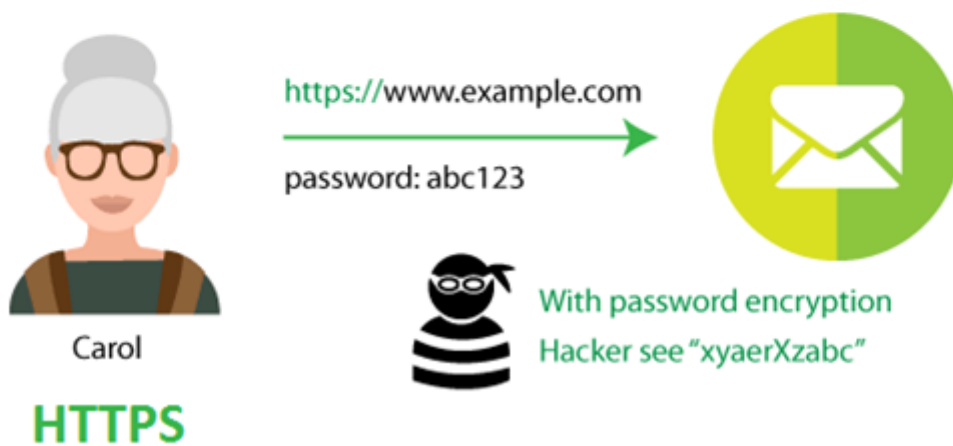 https://www.example.com
password: abc123
With password encryption
Hacker see “xyaerXzabc”
Carol
HTTPS